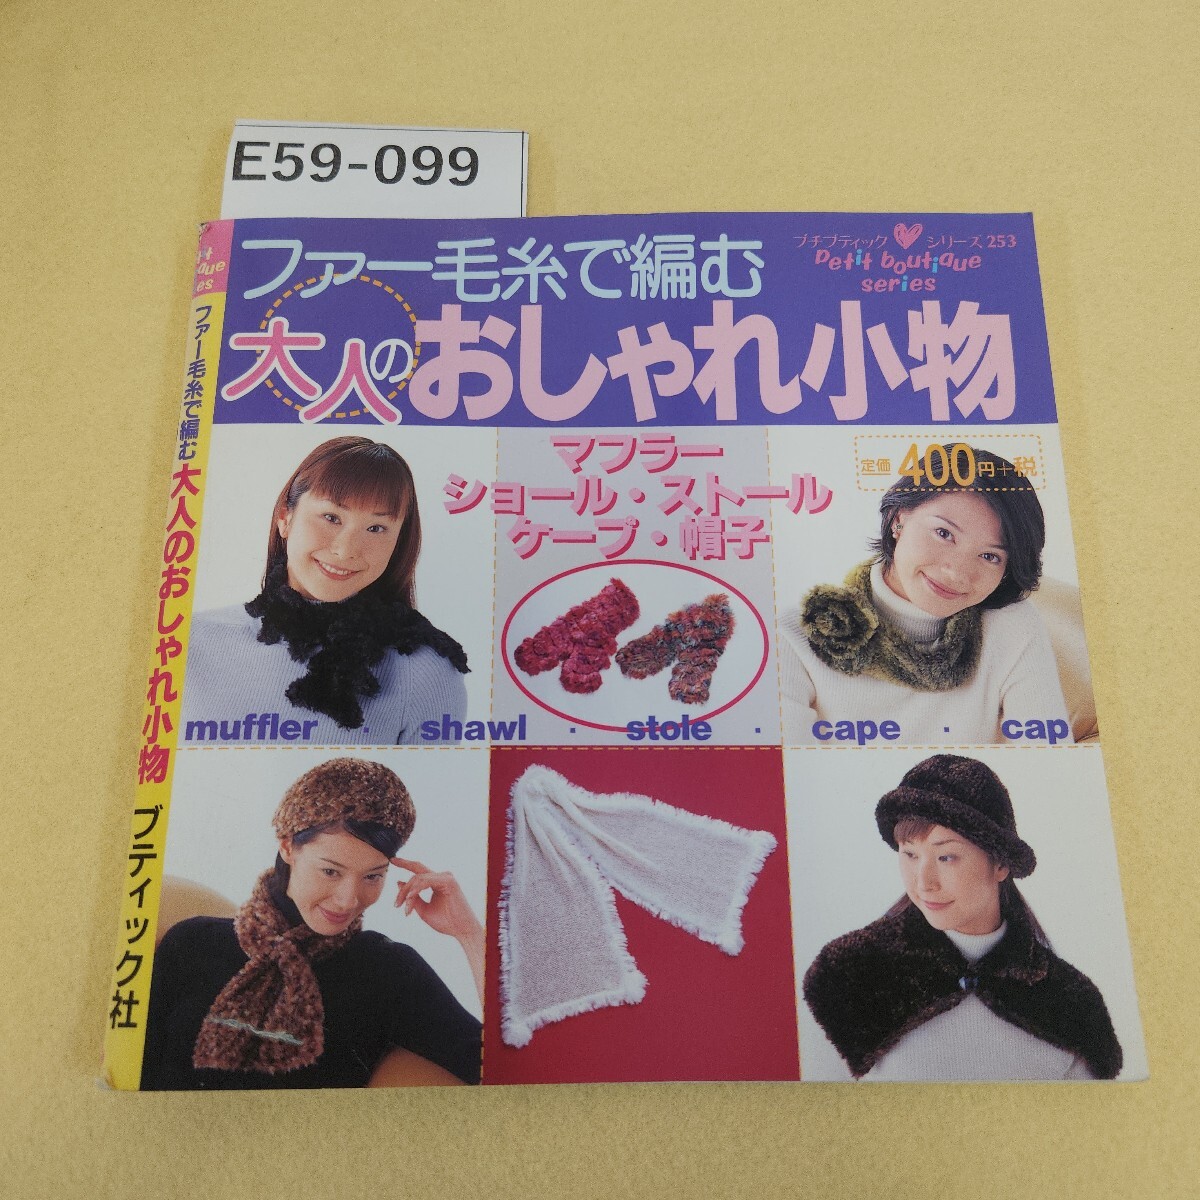 E59-099
ファー毛糸で編む
プチブティック シリーズ253
Petit boutique
series
大人のおしゃれ小物
マフラー
ショール・ストール
ケープ・帽子
定価 400円+税
muffler · shawl · stole · cape · cap
ファー毛糸で編む 大人のおしゃれ小物 ブティック社